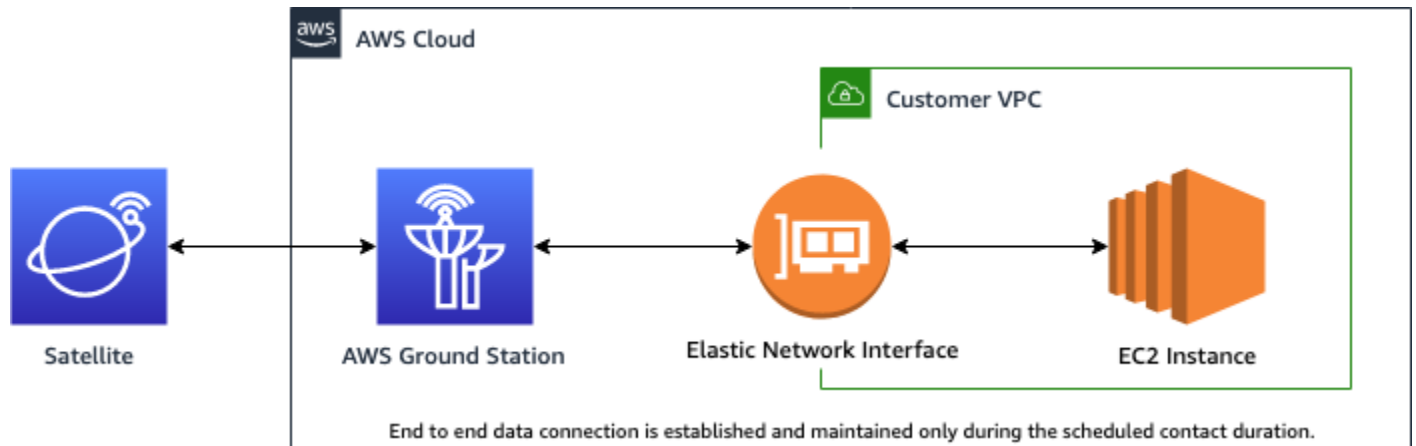 aws
AWS Cloud
Customer VPC
Satellite
AWS Ground Station
Elastic Network Interface
EC2 Instance
End to end data connection is established and maintained only during the scheduled contact duration.